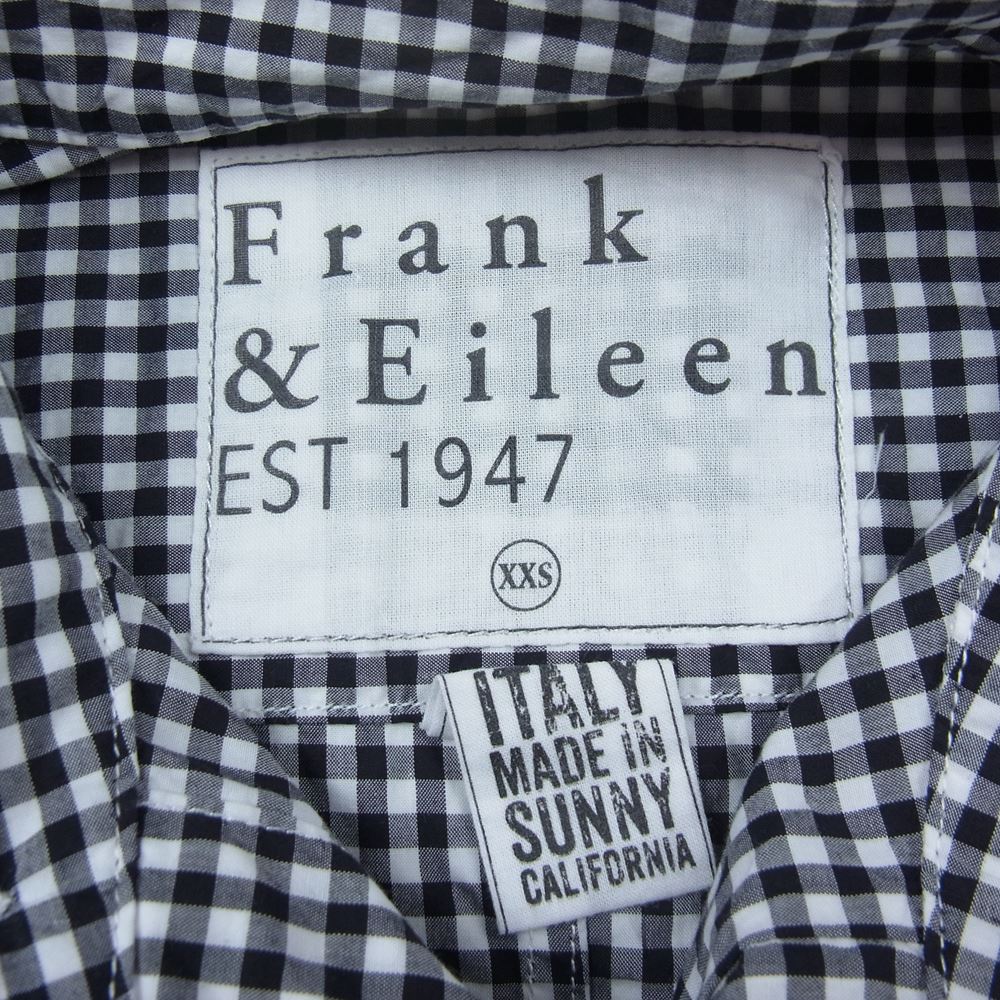 Frank
& Eileen
EST 1947
XXS
ITALY
MADE iN
SUNNY
CALIFORNIA